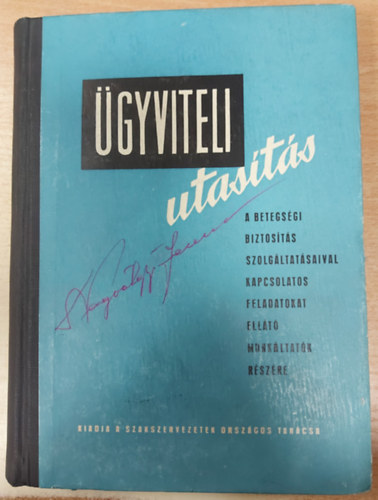 ÜGYVITELI
utasítás
A BETEGSÉGI
BIZTOSÍTÁS
SZOLGÁLTATÁSAIVAL
KAPCSOLATOS
FELADATOKAT
ELLÁTÓ
MUNKÁLTATÓK
RÉSZÉRE
KIADJA A SZAKSZERVEZETEK ORSZÁGOS TANÁCSA